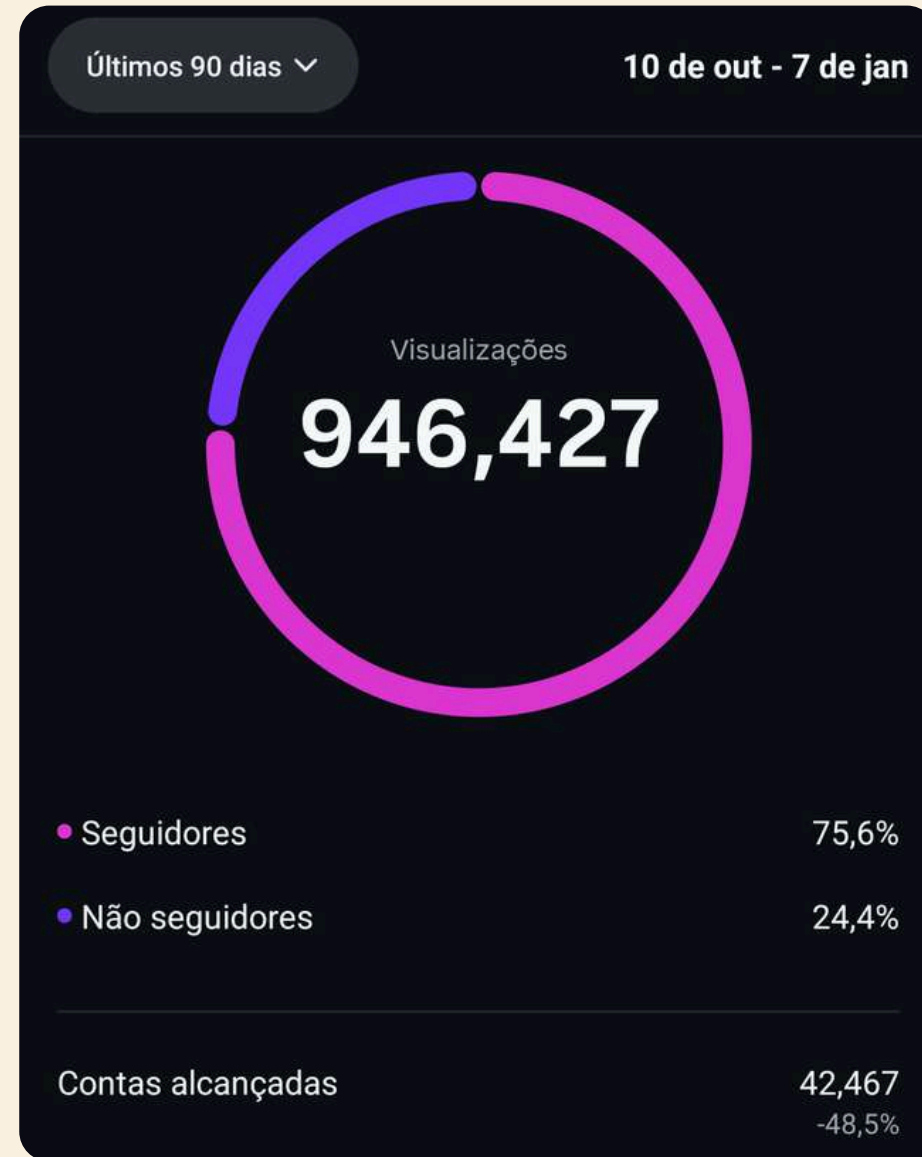 Últimos 90 dias
10 de out - 7 de jan
Visualizações
946,427
Seguidores 75,6%
Não seguidores 24,4%
Contas alcançadas 42,467
-48,5%